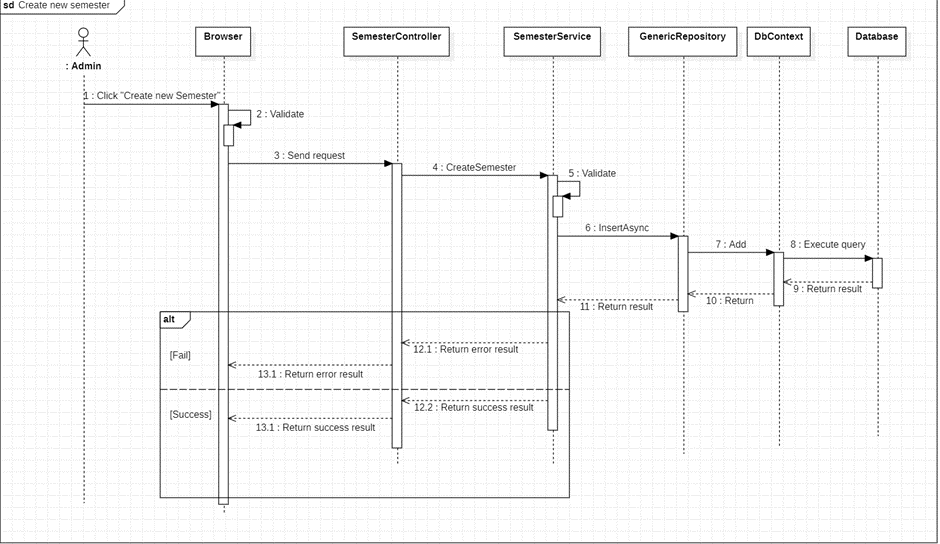 sd Create new semester
Browser
SemesterController
SemesterService
GenericRepository
DbContext
Database
: Admin
1 : Click "Create new Semester"
2 : Validate
3 : Send request
4 : CreateSemester
5 : Validate
6 : InsertAsync
7 : Add
8 : Execute query
9 : Return result
10 : Return
11 : Return result
alt
12.1 : Return error result
[Fail]
13.1 : Return error result
12.2 : Return success result
[Success]
13.1 : Return success result